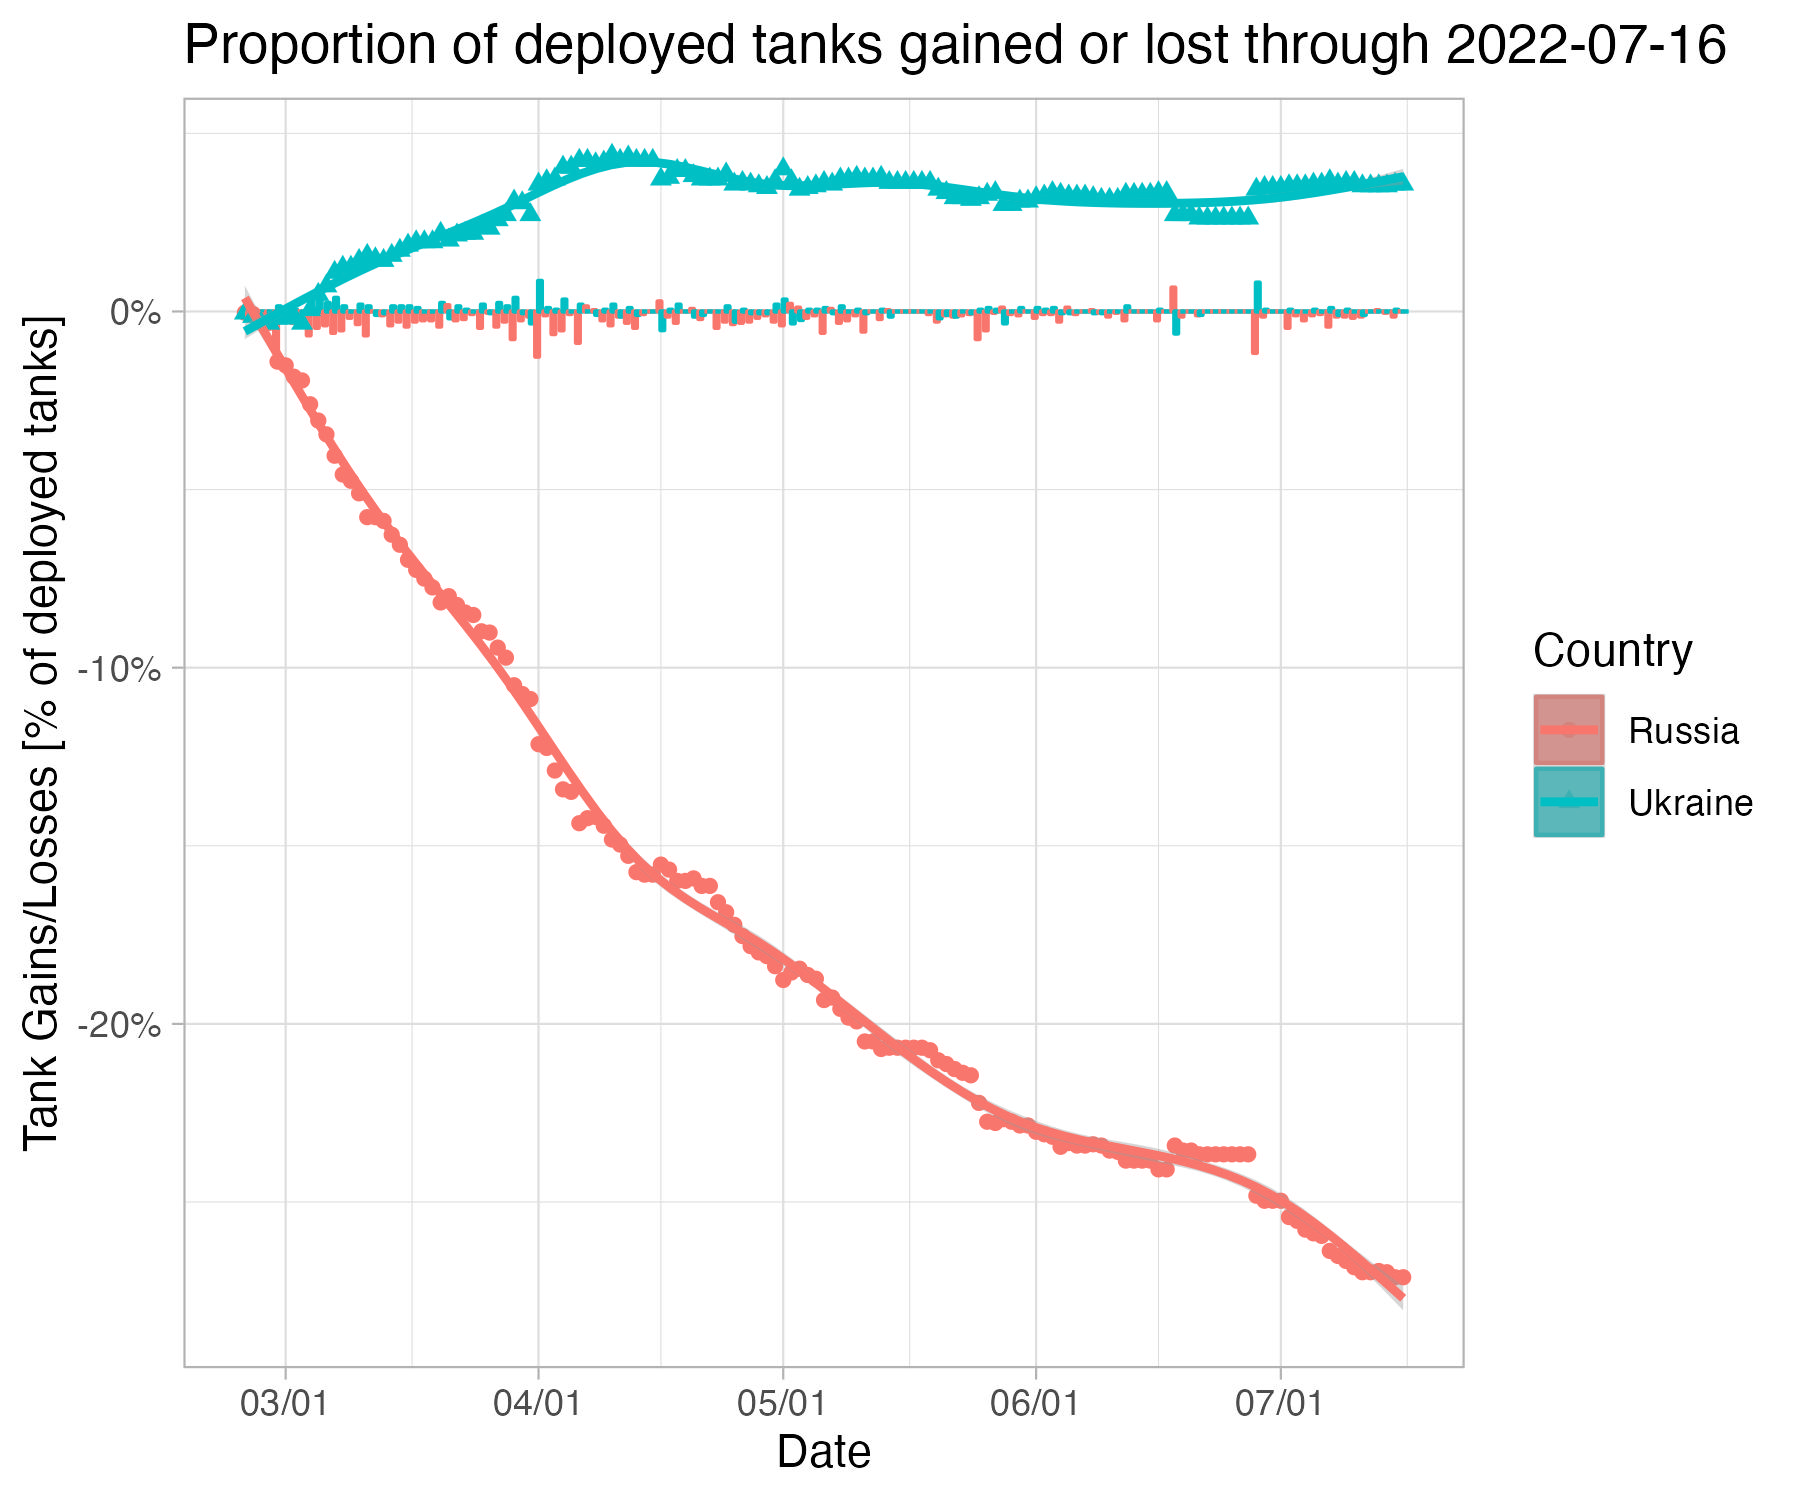 Proportion of deployed tanks gained or lost through 2022-07-16
Tank Gains/Losses [% of deployed tanks]
0%
-10%
-20%
03/01
04/01
05/01
06/01
07/01
Date
Country
Russia
Ukraine